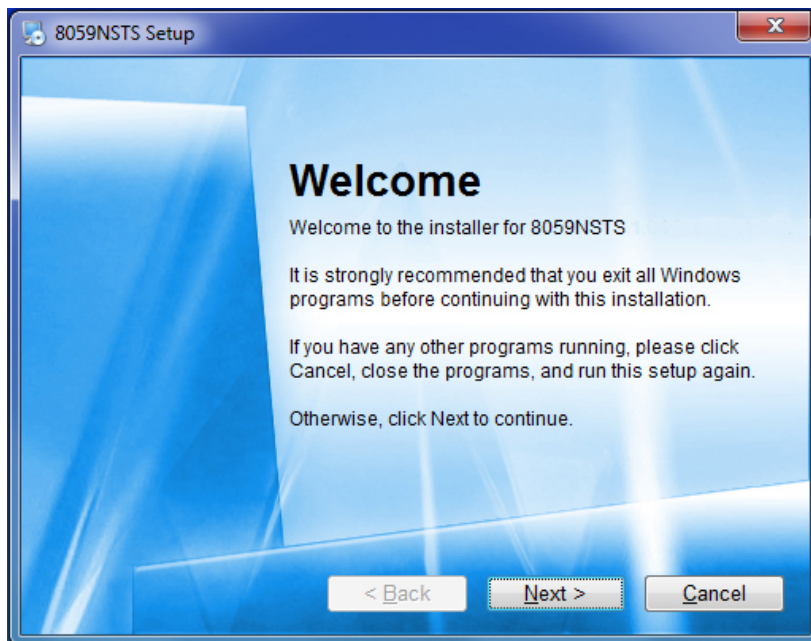 8059NSTS Setup
Welcome
Welcome to the installer for 8059NSTS
It is strongly recommended that you exit all Windows
programs before continuing with this installation.
If you have any other programs running, please click
Cancel, close the programs, and run this setup again.
Otherwise, click Next to continue.
< Back
Next >
Cancel